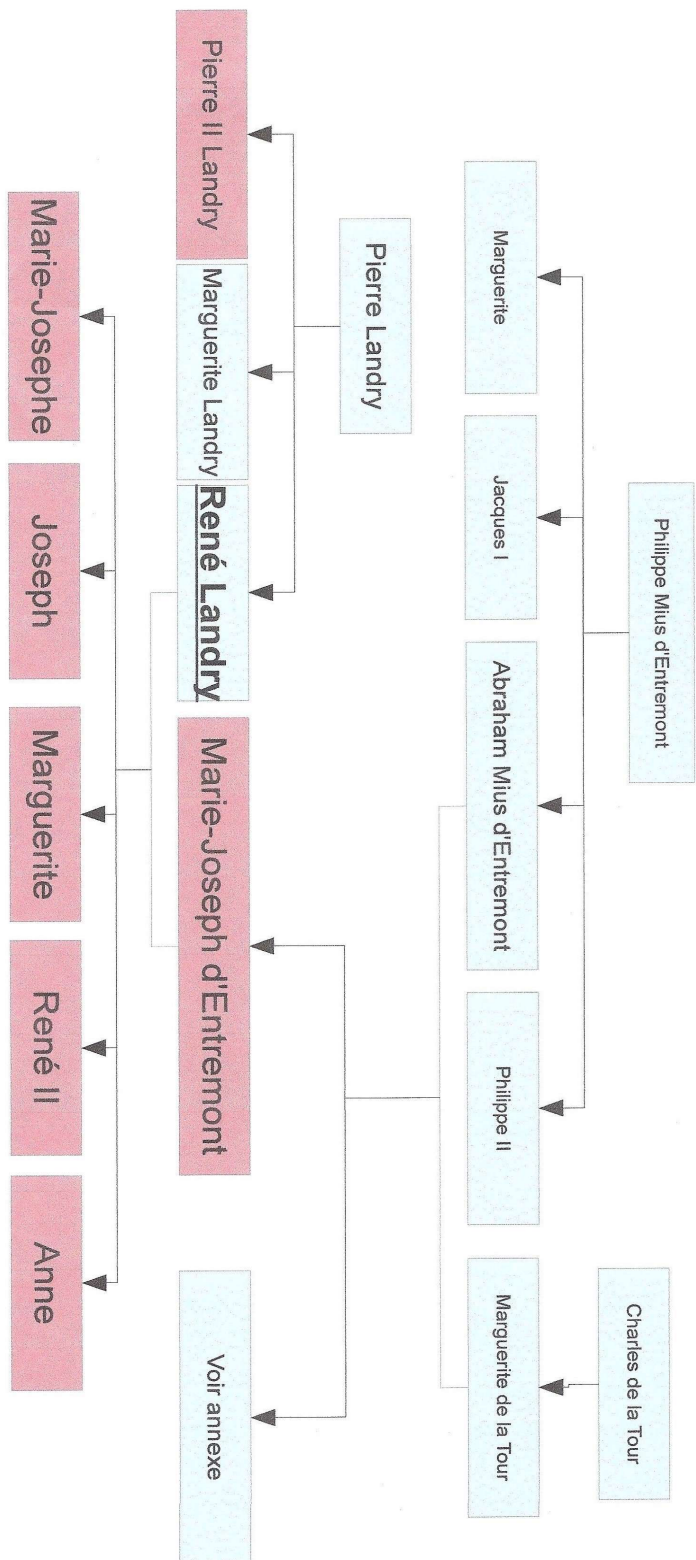 Philippe Mius d'Entremont
Charles de la Tour
Marguerite
Jacques I
Abraham Mius d'Entremont
Philippe II
Marguerite de la Tour
Pierre Landry
Pierre II Landry
Marguerite Landry
René Landry
Marie-Joseph d'Entremont
Voir annexe
Marie-Josephe
Joseph
Marguerite
René II
Anne